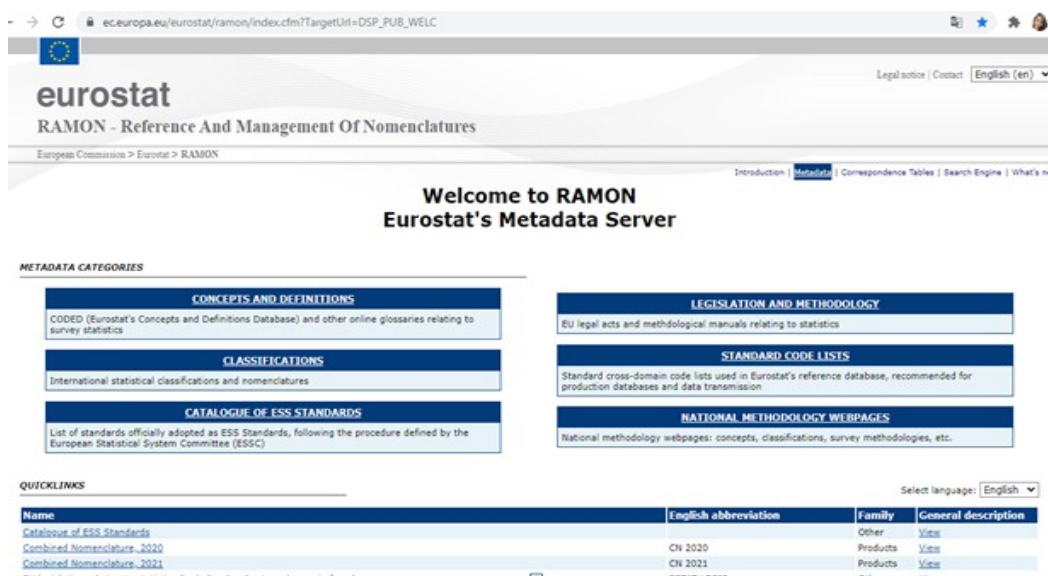 ec.europa.eu/eurostat/ramon/index.cfm?TargetUrl=DSP_PUB_WELC
Legal notice | Contact English (en)
eurostat
RAMON - Reference And Management Of Nomenclatures
European Commission > Eurostat > RAMON
Introduction | Metadata | Correspondence Tables | Search Engine | What's
Welcome to RAMON
Eurostat's Metadata Server
METADATA CATEGORIES
CONCEPTS AND DEFINITIONS
CODED (Eurostat's Concepts and Definitions Database) and other online glossaries relating to
survey statistics
CLASSIFICATIONS
International statistical classifications and nomenclatures
CATALOGUE OF ESS STANDARDS
List of standards officially adopted as ESS Standards, following the procedure defined by the
European Statistical System Committee (ESSC)
LEGISLATION AND METHODOLOGY
EU legal acts and methdological manuals relating to statistics
STANDARD CODE LISTS
Standard cross-domain code lists used in Eurostat's reference database, recommended for
production databases and data transmission
NATIONAL METHODOLOGY WEBPAGES
National methodology webpages: concepts, classifications, survey methodologies, etc.
QUICKLINKS
Select language: English
Name English abbreviation Family General description
Catalogue of ESS Standards Other View
Combined Nomenclature, 2020 CN 2020 Products View
Combined Nomenclature, 2021 CN 2021 Products View